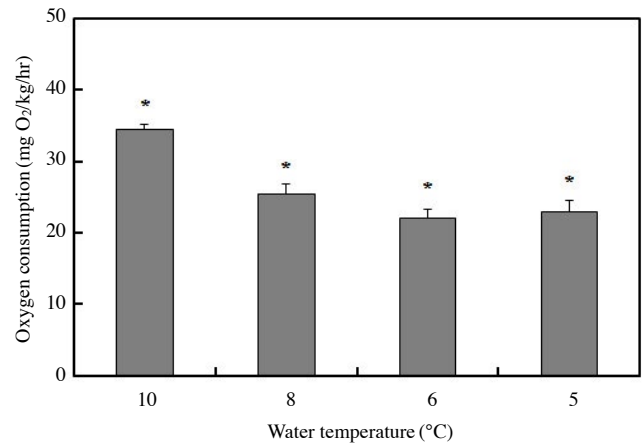 50
40
30
20
10
0
Oxygen consumption (mg O₂/kg/hr)
* * * *
10 8 6 5
Water temperature (°C)